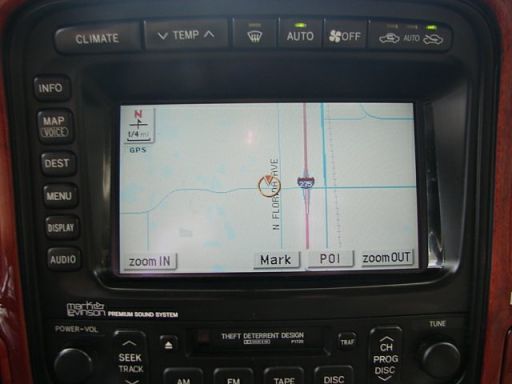 CLIMATE
TEMP
AUTO
OFF
AUTO
INFO
MAP
VOICE
DEST
MENU
DISPLAY
AUDIO
N
1/4 mi
GPS
N FLORIDA AVE
275
zoom IN
Mark
POI
zoom OUT
mark levinson PREMIUM SOUND SYSTEM
POWER-VOL
THEFT DETERRENT DESIGN
TUNE
SEEK
TRACK
TRAF
CH
PROG
DISC
AM
FM
TAPE
DISC